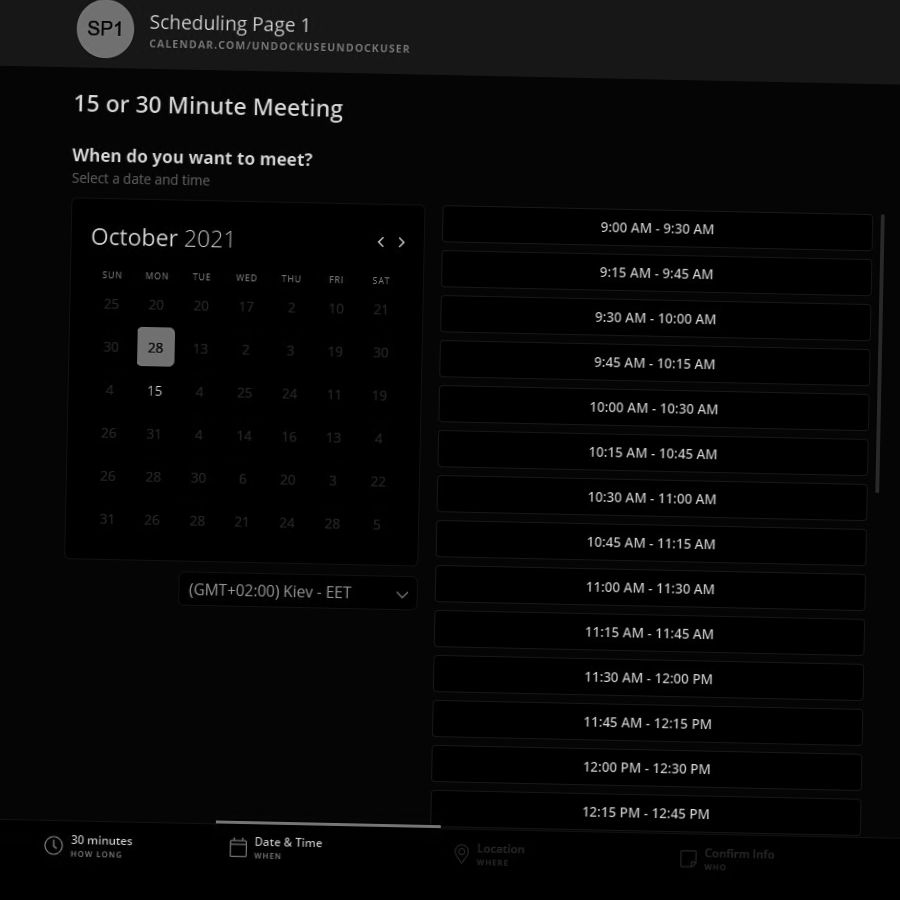 SP1
Scheduling Page 1
CALENDAR.COM/UNDOCKUSEUNDOCKUSER
15 or 30 Minute Meeting
When do you want to meet?
Select a date and time
October 2021
SUN MON TUE WED THU FRI SAT
25 20 20 17 2 10 21
30 28 13 2 3 19 30
4 15 4 25 24 11 19
26 31 4 14 16 13 4
26 28 30 6 20 3 22
31 26 28 21 24 28 5
(GMT+02:00) Kiev - EET
9:00 AM - 9:30 AM
9:15 AM - 9:45 AM
9:30 AM - 10:00 AM
9:45 AM - 10:15 AM
10:00 AM - 10:30 AM
10:15 AM - 10:45 AM
10:30 AM - 11:00 AM
10:45 AM - 11:15 AM
11:00 AM - 11:30 AM
11:15 AM - 11:45 AM
11:30 AM - 12:00 PM
11:45 AM - 12:15 PM
12:00 PM - 12:30 PM
12:15 PM - 12:45 PM
30 minutes
HOW LONG
Date & Time
WHEN
Location
WHERE
Confirm Info
WHO